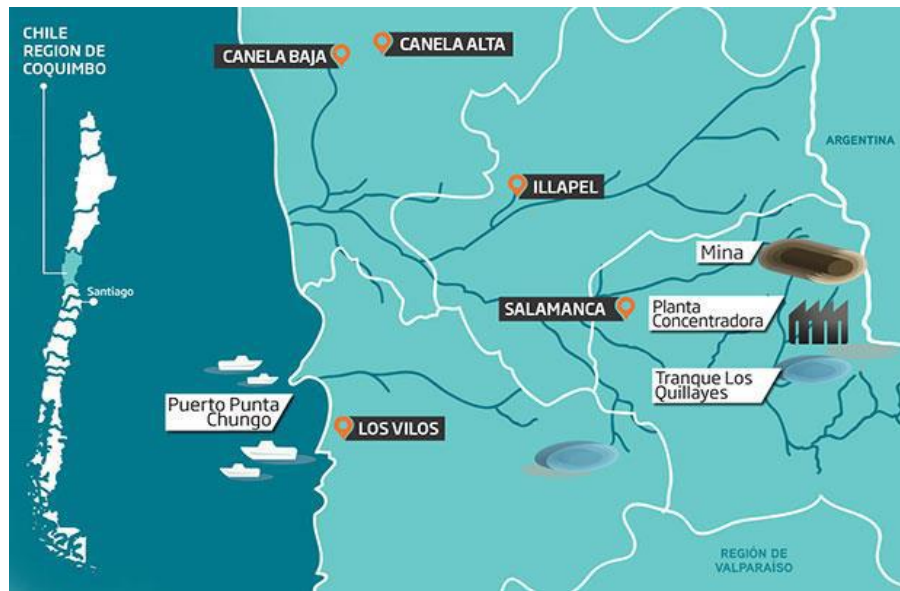 CHILE
REGION DE
COQUIMBO
Santiago
CANELA BAJA
CANELA ALTA
ARGENTINA
ILLAPEL
Mina
SALAMANCA
Planta
Concentradora
Tranque Los
Quillayes
Puerto Punta
Chungo
LOS VILOS
REGIÓN DE
VALPARAÍSO